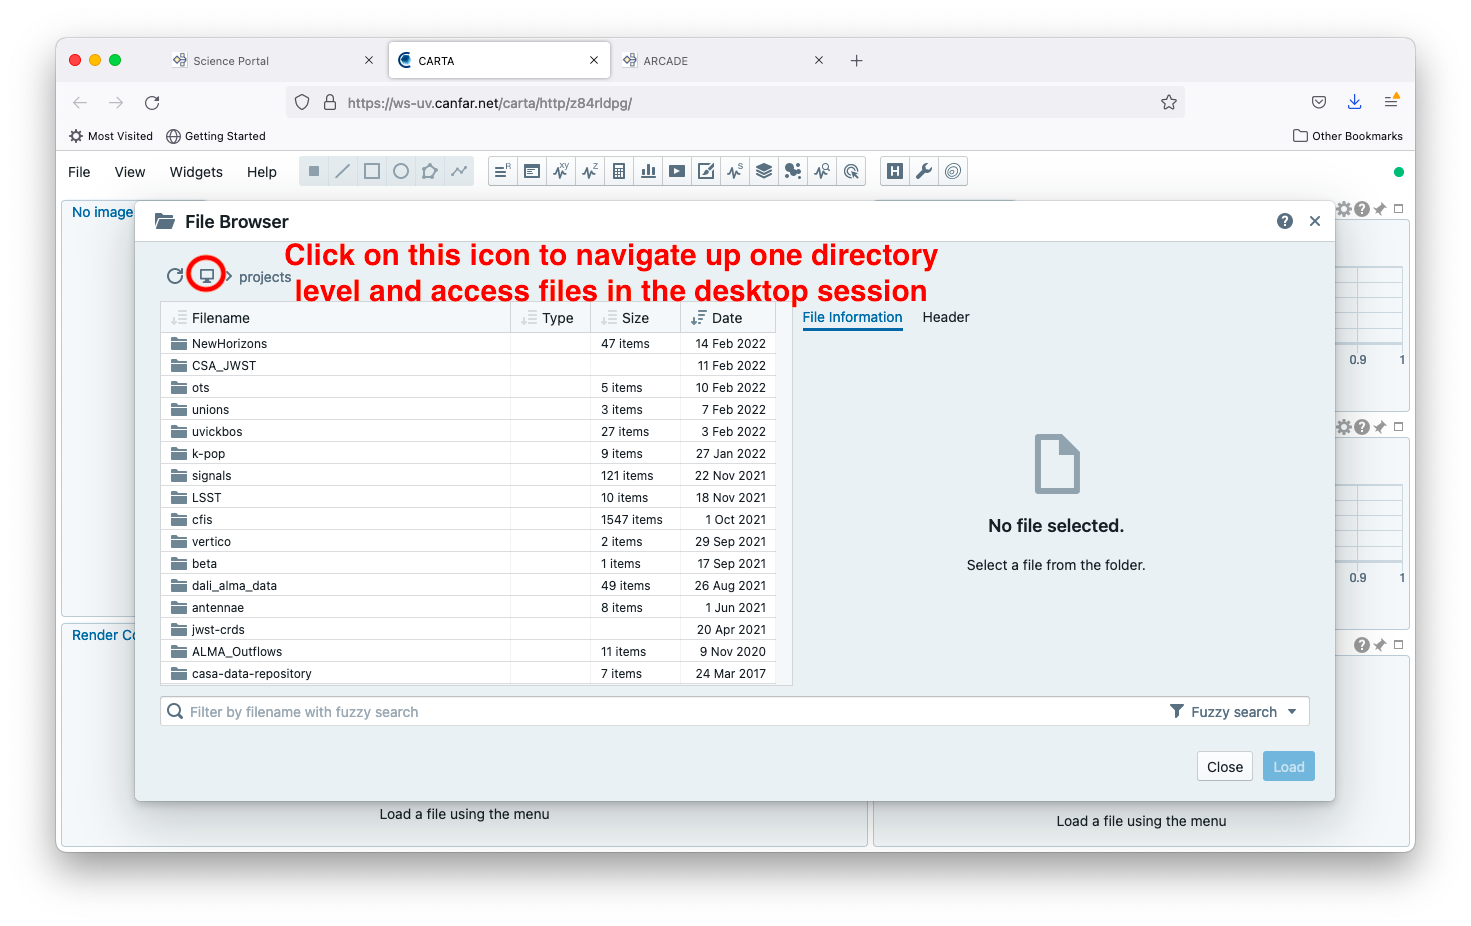 Science Portal
CARTA
ARCADE
https://ws-uv.canfar.net/carta/http/z84rldpg/
Most Visited
Getting Started
Other Bookmarks
File View Widgets Help
R
XY
Z
S
H
No image
File Browser
Click on this icon to navigate up one directory
level and access files in the desktop session
projects
Filename Type Size Date
NewHorizons 47 items 14 Feb 2022
CSA_JWST 11 Feb 2022
ots 5 items 10 Feb 2022
unions 3 items 7 Feb 2022
uvickbos 27 items 3 Feb 2022
k-pop 9 items 27 Jan 2022
signals 121 items 22 Nov 2021
LSST 10 items 18 Nov 2021
cfis 1547 items 1 Oct 2021
vertico 2 items 29 Sep 2021
beta 1 items 17 Sep 2021
dali_alma_data 49 items 26 Aug 2021
antennae 8 items 1 Jun 2021
jwst-crds 20 Apr 2021
ALMA_Outflows 11 items 9 Nov 2020
casa-data-repository 7 items 24 Mar 2017
File Information Header
No file selected.
Select a file from the folder.
0.9 1
0.9 1
Render Co
Filter by filename with fuzzy search
Fuzzy search
Close
Load
Load a file using the menu
Load a file using the menu